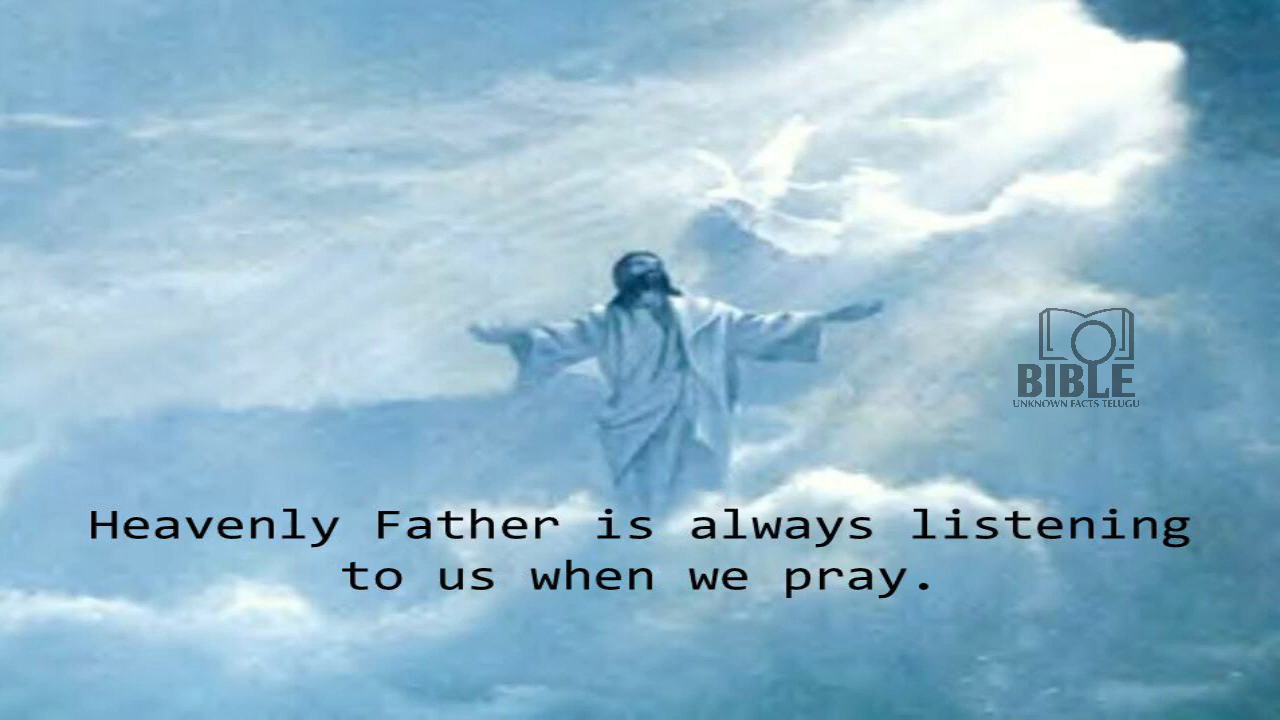 BIBLE
UNKNOWN FACTS TELUGU
Heavenly Father is always listening
to us when we pray.